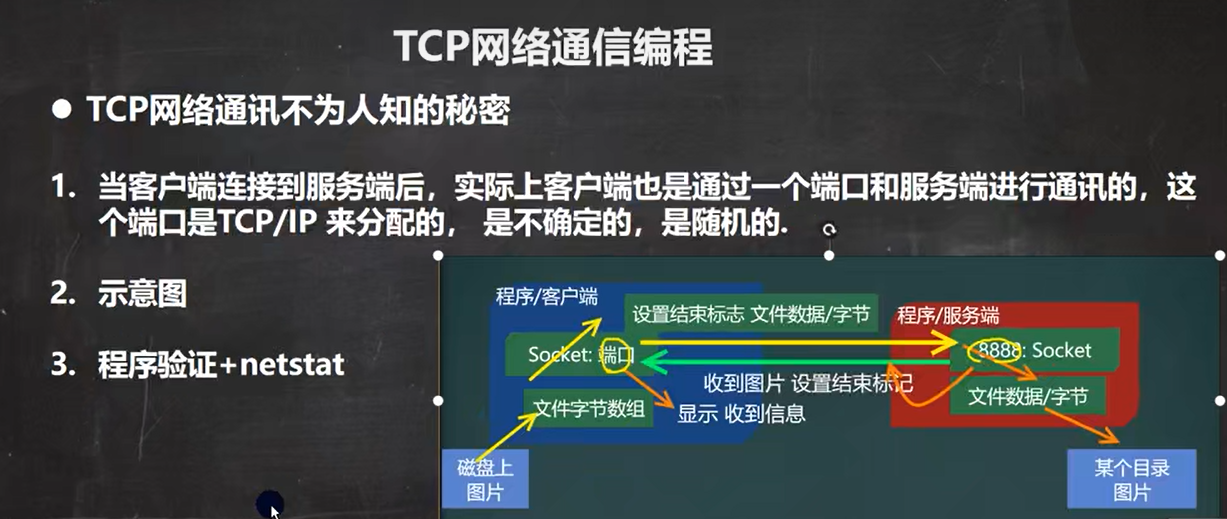 TCP网络通信编程
● TCP网络通讯不为人知的秘密
1. 当客户端连接到服务端后，实际上客户端也是通过一个端口和服务端进行通讯的，这
个端口是TCP/IP 来分配的， 是不确定的，是随机的.
2. 示意图
3. 程序验证+netstat
程序/客户端
设置结束标志 文件数据/字节
程序/服务端
Socket: 端口
8888: Socket
收到图片 设置结束标记
文件字节数组
显示 收到信息
文件数据/字节
磁盘上
图片
某个目录
图片